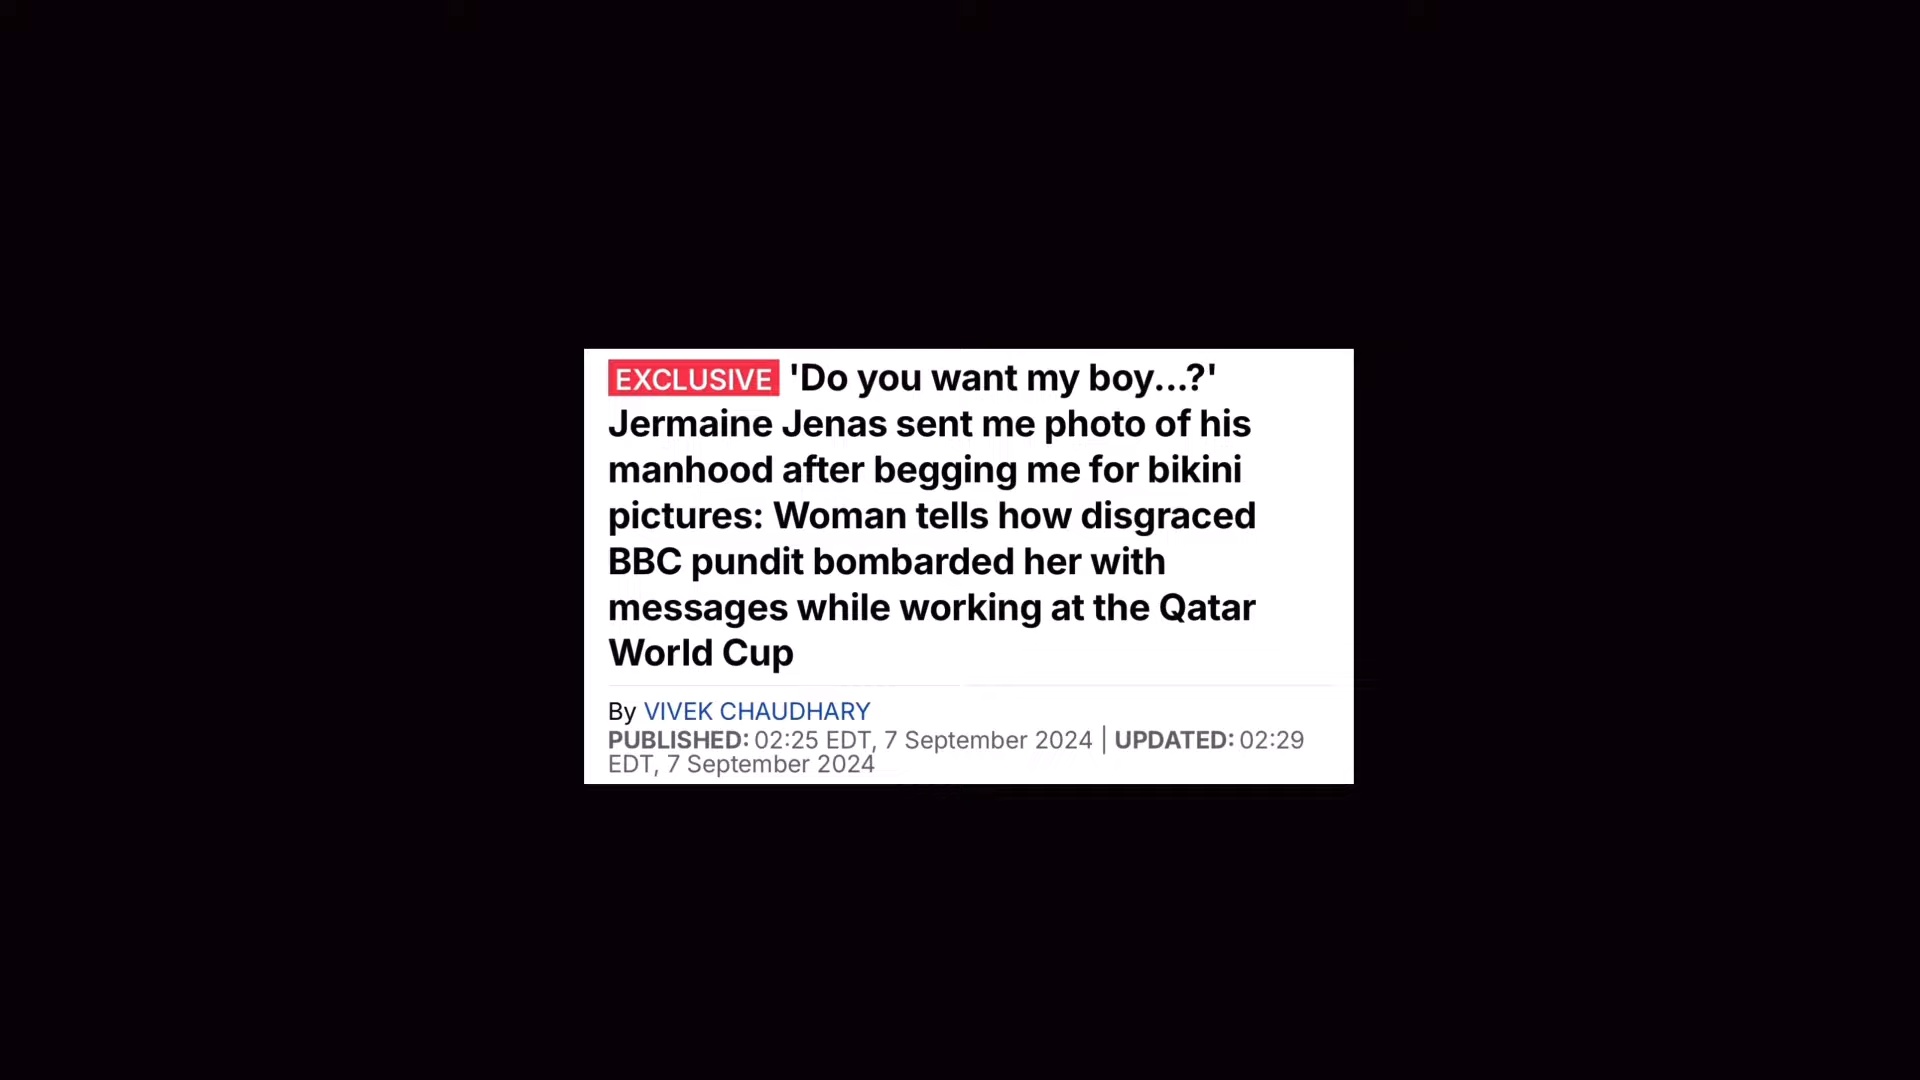 EXCLUSIVE 'Do you want my boy...?'
Jermaine Jenas sent me photo of his
manhood after begging me for bikini
pictures: Woman tells how disgraced
BBC pundit bombarded her with
messages while working at the Qatar
World Cup
By VIVEK CHAUDHARY
PUBLISHED: 02:25 EDT, 7 September 2024 | UPDATED: 02:29
EDT, 7 September 2024